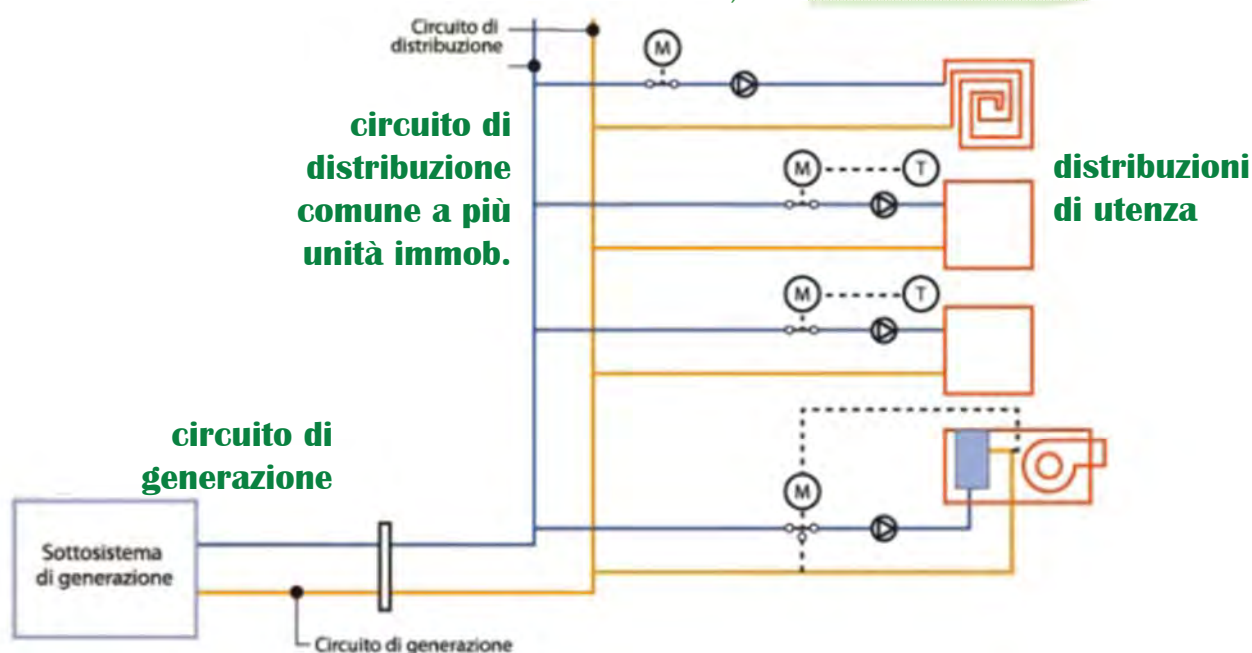 Circuito di
distribuzione
M
circuito di
distribuzione
comune a più
unità immob.
M
T
distribuzioni
di utenza
M
T
circuito di
generazione
M
Sottosistema
di generazione
Circuito di generazione